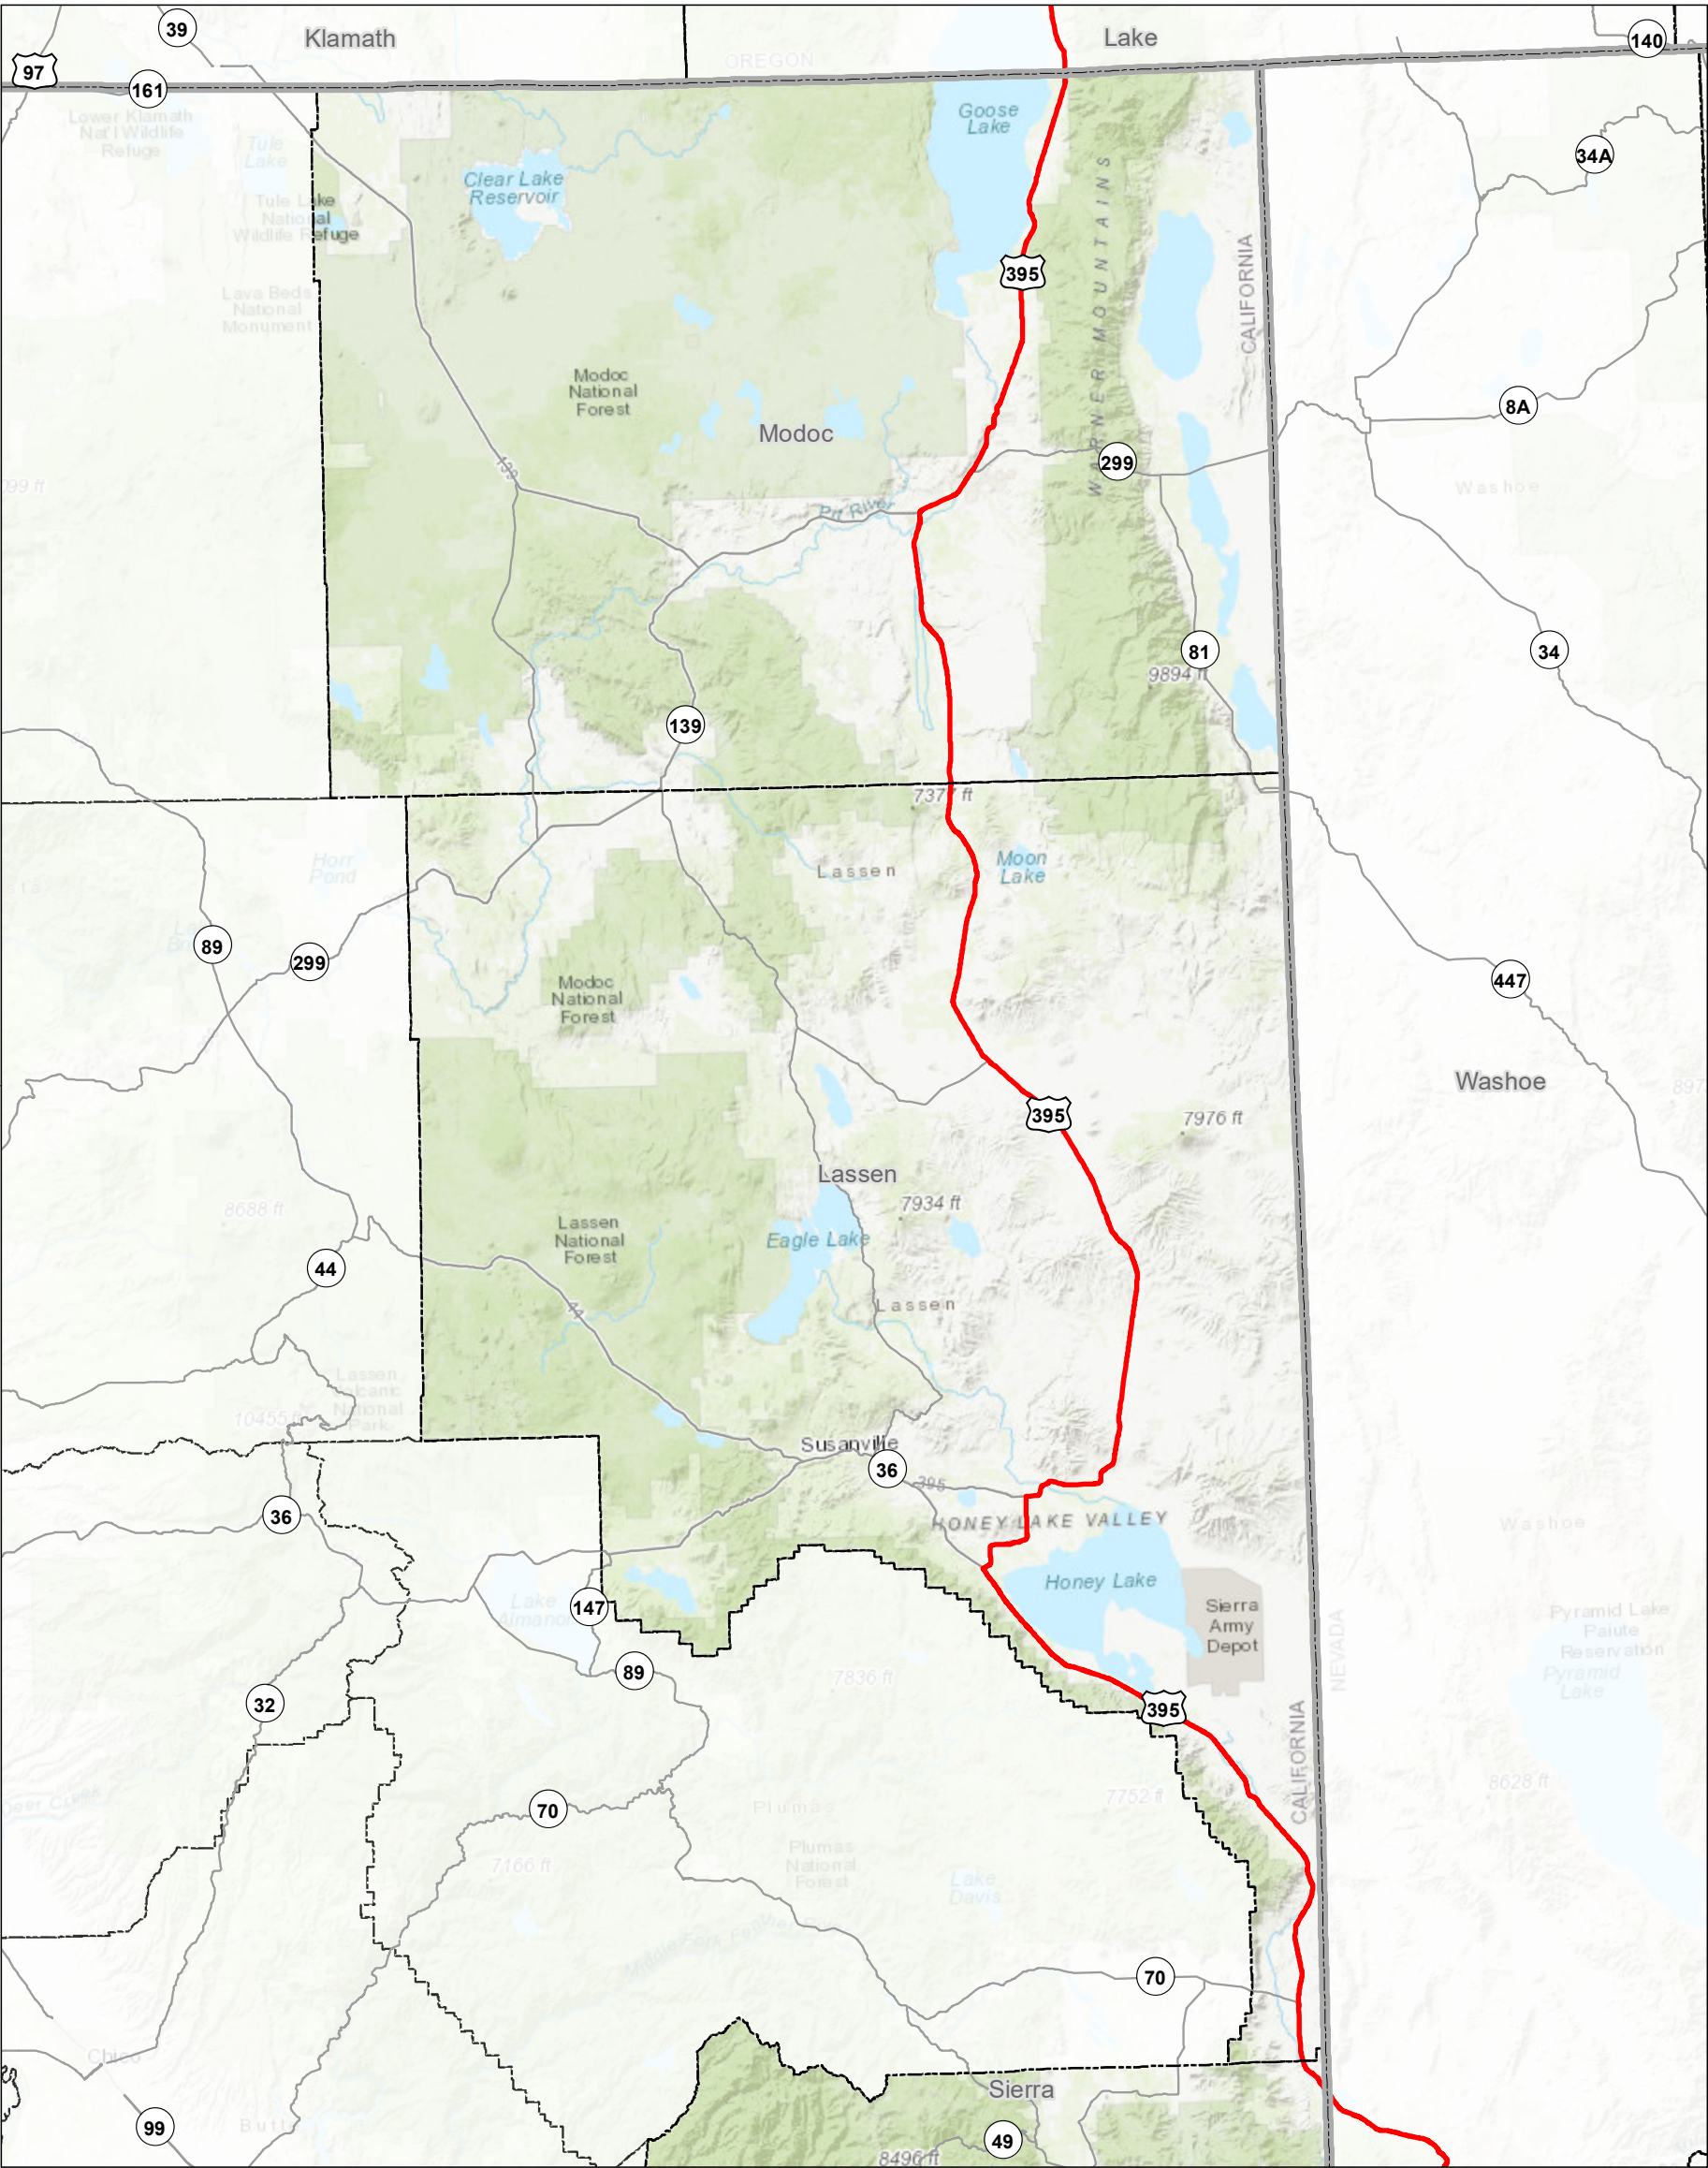 39
Klamath
Lake
140
97
OREGON
161
Lower Klamath
Nat'l Wildlife
Refuge
Goose
Lake
Tule
Lake
34A
Clear Lake
Reservoir
Tule Lake
National
Wildlife Refuge
WARNER MOUNTAINS
CALIFORNIA
395
Lava Beds
National
Monument
Modoc
National
Forest
8A
Modoc
139
299
Washoe
Pit River
81
34
9894 ft
139
7377 ft
Horr
Pond
Lassen
Moon
Lake
89
299
447
Modoc
National
Forest
Washoe
395
7976 ft
Lassen
8688 ft
7934 ft
Lassen
National
Forest
Eagle Lake
44
Lassen
44
Lassen
Volcanic
National
Park
10455 ft
Susanville
36
395
36
HONEY LAKE VALLEY
Washoe
Honey Lake
Lake
Almanor
147
Sierra
Army
Depot
Pyramid Lake
Paiute
Reservation
Pyramid
Lake
NEVADA
89
7836 ft
32
395
CALIFORNIA
8628 ft
7752 ft
Deer Creek
70
Plumas
Plumas
National
Forest
7166 ft
Lake
Davis
70
Chico
Sierra
99
Butte
49
8496 ft